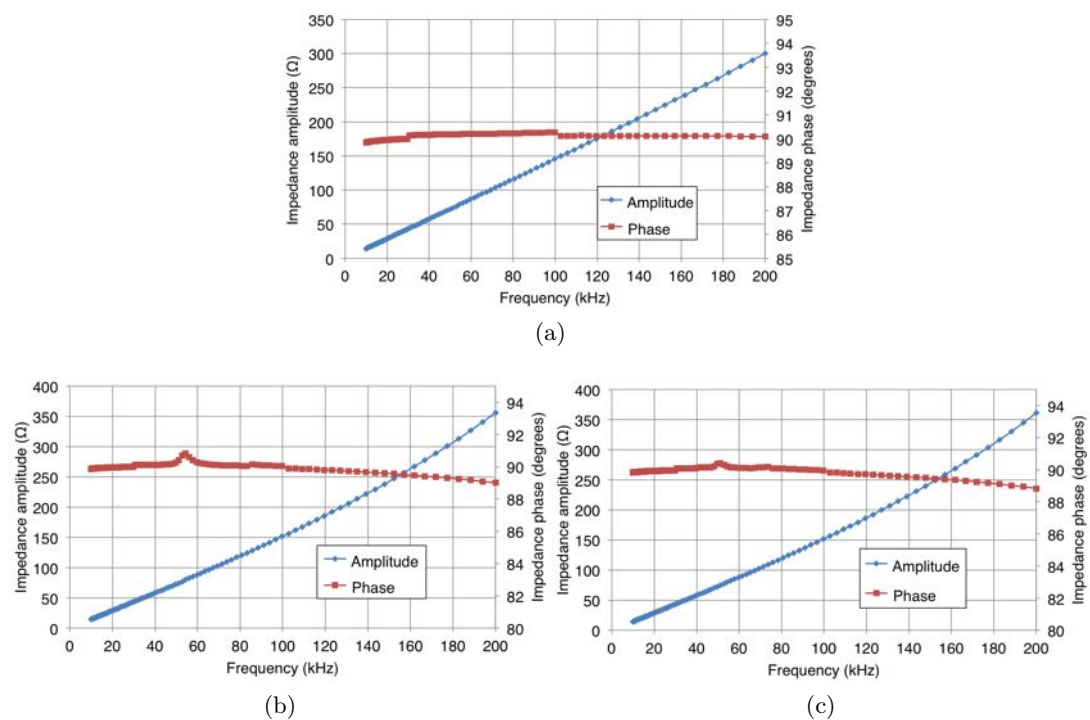 350
300
250
200
150
100
50
0
Impedance amplitude (Ω)
95
94
93
92
91
90
89
88
87
86
85
Impedance phase (degrees)
Amplitude
Phase
0 20 40 60 80 100 120 140 160 180 200
Frequency (kHz)
(a)
400
350
300
250
200
150
100
50
0
Impedance amplitude (Ω)
94
92
90
88
86
84
82
80
Impedance phase (degrees)
Amplitude
Phase
0 20 40 60 80 100 120 140 160 180 200
Frequency (kHz)
(b)
400
350
300
250
200
150
100
50
0
Impedance amplitude (Ω)
94
92
90
88
86
84
82
80
Impedance phase (degrees)
Amplitude
Phase
0 20 40 60 80 100 120 140 160 180 200
Frequency (kHz)
(c)